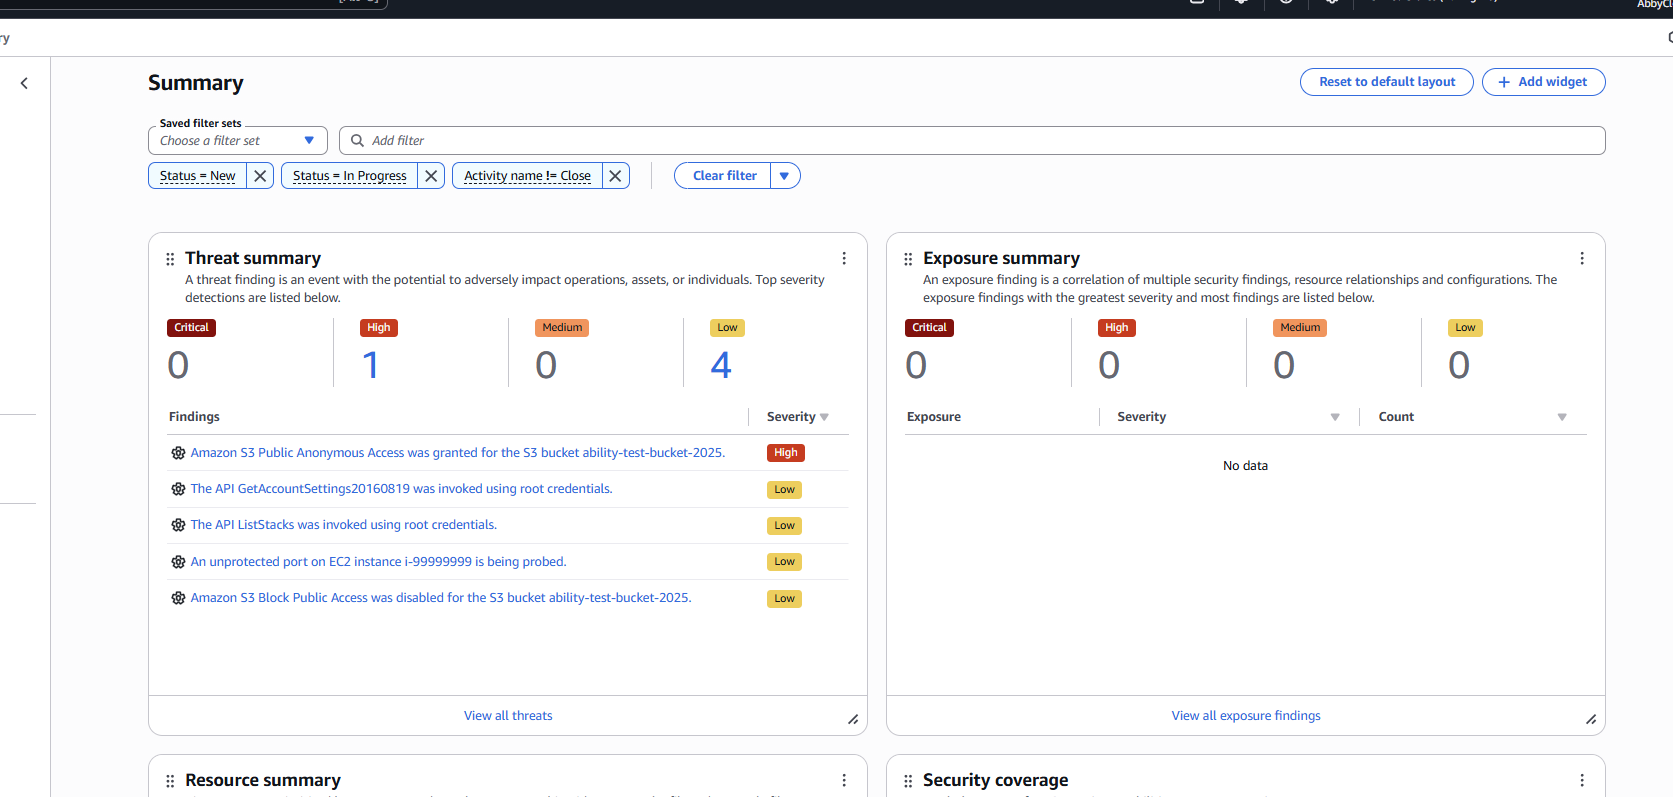 AbbyCl
ry
Summary
Reset to default layout
Add widget
Saved filter sets
Choose a filter set
Add filter
Status = New
Status = In Progress
Activity name != Close
Clear filter
Threat summary
A threat finding is an event with the potential to adversely impact operations, assets, or individuals. Top severity
detections are listed below.
Critical
High
Medium
Low
0
1
0
4
Findings
Severity
Amazon S3 Public Anonymous Access was granted for the S3 bucket ability-test-bucket-2025.
High
The API GetAccountSettings20160819 was invoked using root credentials.
Low
The API ListStacks was invoked using root credentials.
Low
An unprotected port on EC2 instance i-99999999 is being probed.
Low
Amazon S3 Block Public Access was disabled for the S3 bucket ability-test-bucket-2025.
Low
View all threats
Exposure summary
An exposure finding is a correlation of multiple security findings, resource relationships and configurations. The
exposure findings with the greatest severity and most findings are listed below.
Critical
High
Medium
Low
0
0
0
0
Exposure
Severity
Count
No data
View all exposure findings
Resource summary
Security coverage